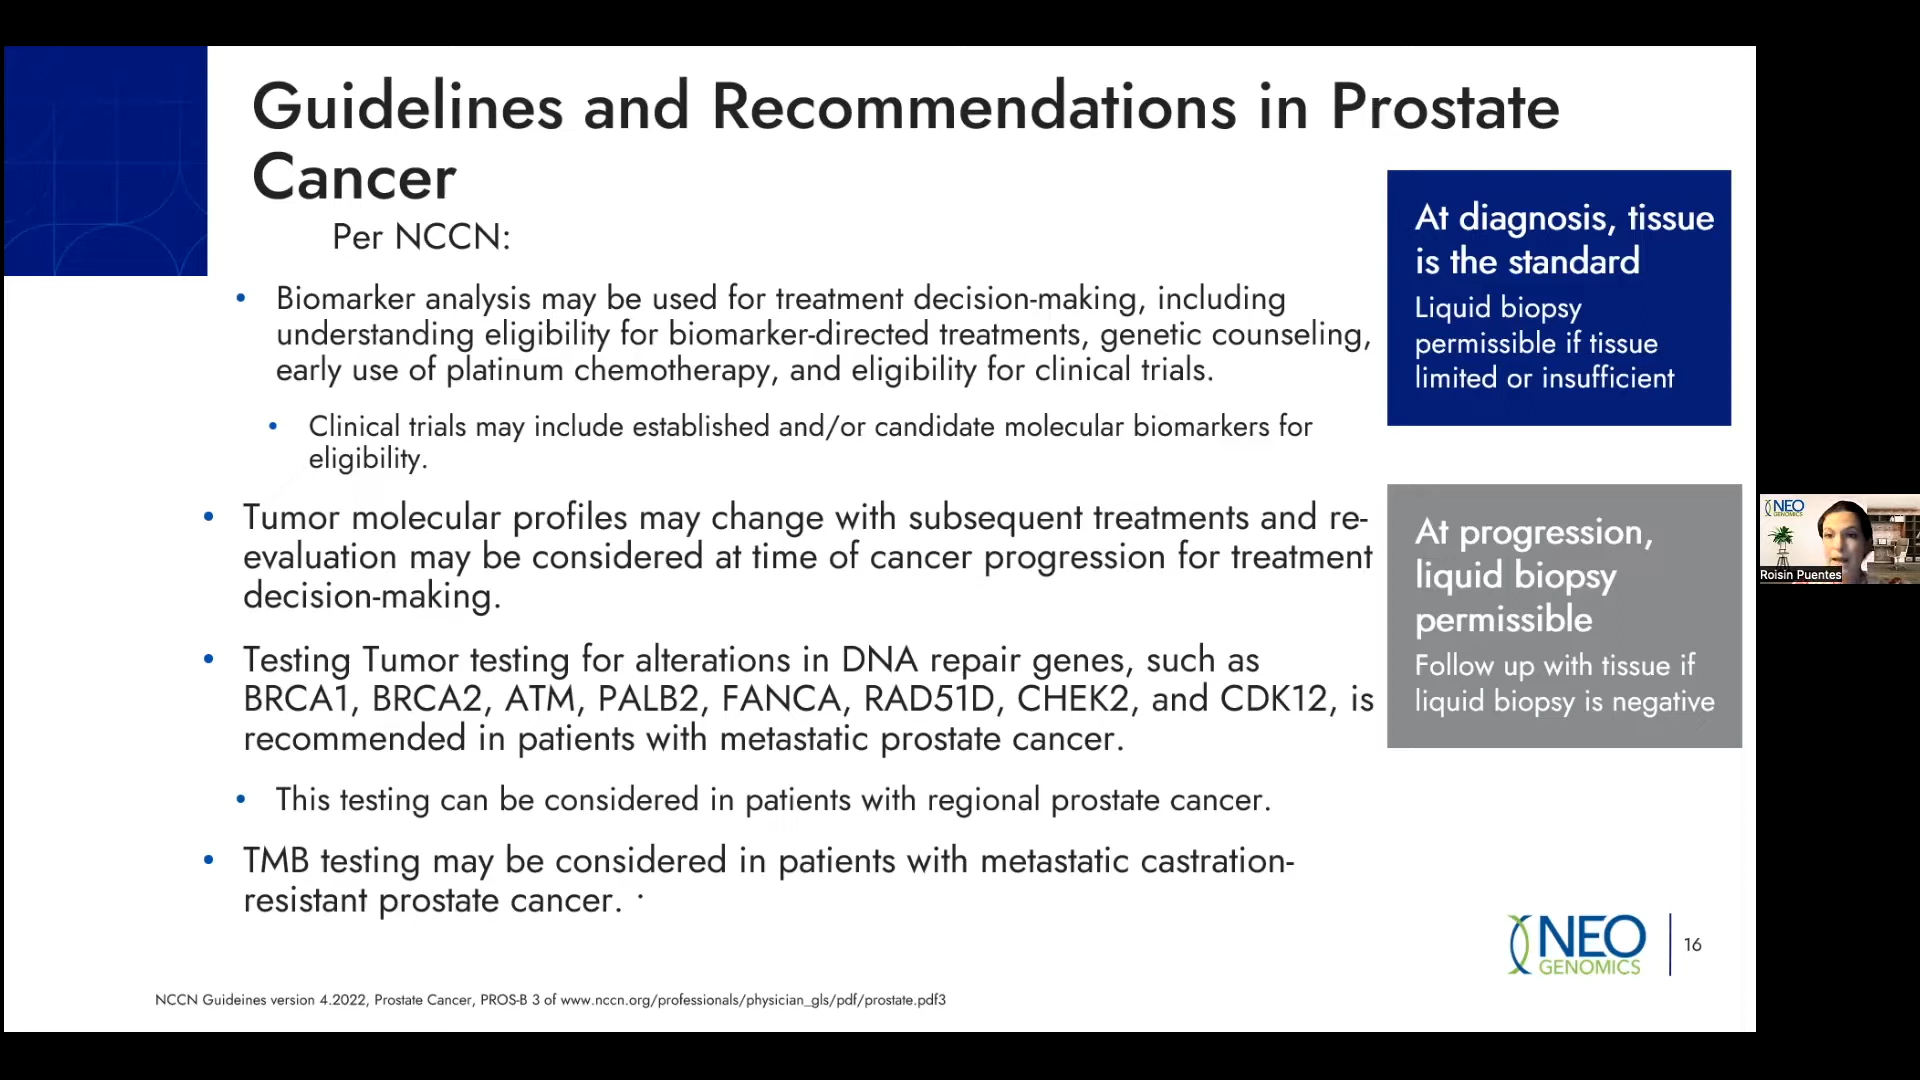 Guidelines and Recommendations in Prostate
Cancer
Per NCCN:
• Biomarker analysis may be used for treatment decision-making, including
understanding eligibility for biomarker-directed treatments, genetic counseling,
early use of platinum chemotherapy, and eligibility for clinical trials.
• Clinical trials may include established and/or candidate molecular biomarkers for
eligibility.
• Tumor molecular profiles may change with subsequent treatments and re-
evaluation may be considered at time of cancer progression for treatment
decision-making.
• Testing Tumor testing for alterations in DNA repair genes, such as
BRCA1, BRCA2, ATM, PALB2, FANCA, RAD51D, CHEK2, and CDK12, is
recommended in patients with metastatic prostate cancer.
• This testing can be considered in patients with regional prostate cancer.
• TMB testing may be considered in patients with metastatic castration-
resistant prostate cancer. ·
At diagnosis, tissue
is the standard
Liquid biopsy
permissible if tissue
limited or insufficient
At progression,
liquid biopsy
permissible
Follow up with tissue if
liquid biopsy is negative
NEO
GENOMICS
Roisin Puentes
NEO
GENOMICS
16
NCCN Guideines version 4.2022, Prostate Cancer, PROS-B 3 of www.nccn.org/professionals/physician_gls/pdf/prostate.pdf3